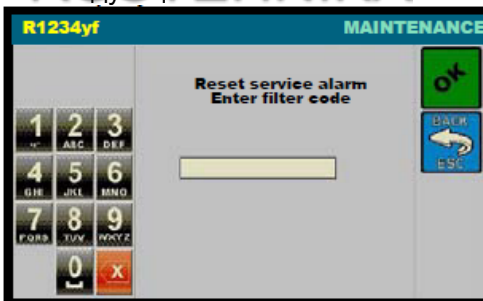 R1234yf
MAINTENANCE
Reset service alarm
Enter filter code
OK
BACK
ESC
1
2 ABC
3 DEF
4 GHI
5 JKL
6 MNO
7 PQRS
8 TUV
9 WXYZ
0
X